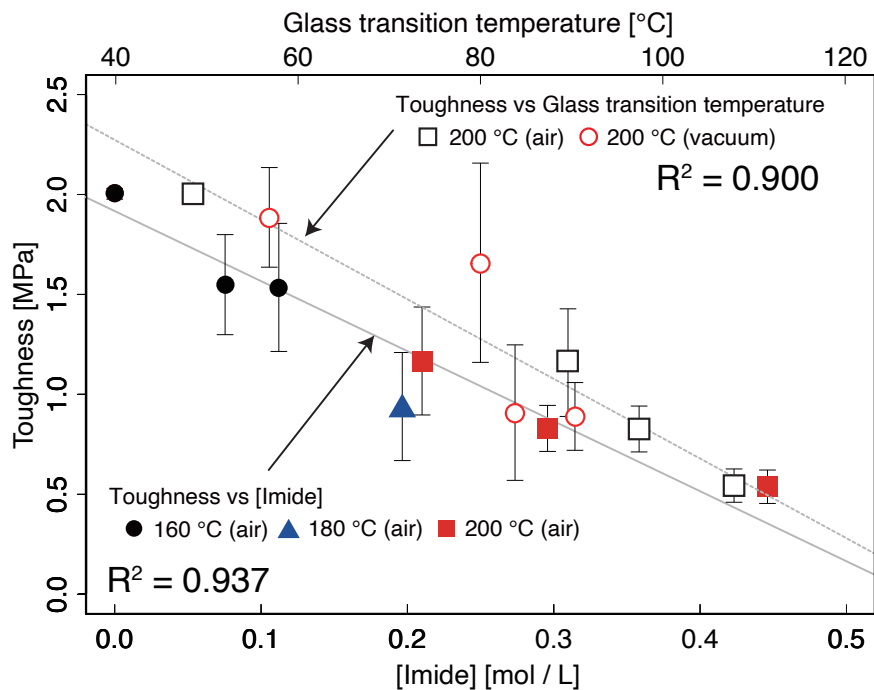 Glass transition temperature [°C]
40 60 80 100 120
Toughness [MPa]
2.5
2.0
1.5
1.0
0.5
0.0
Toughness vs Glass transition temperature
200 °C (air) 200 °C (vacuum)
R² = 0.900
Toughness vs [Imide]
160 °C (air) 180 °C (air) 200 °C (air)
R² = 0.937
0.0 0.1 0.2 0.3 0.4 0.5
[Imide] [mol / L]